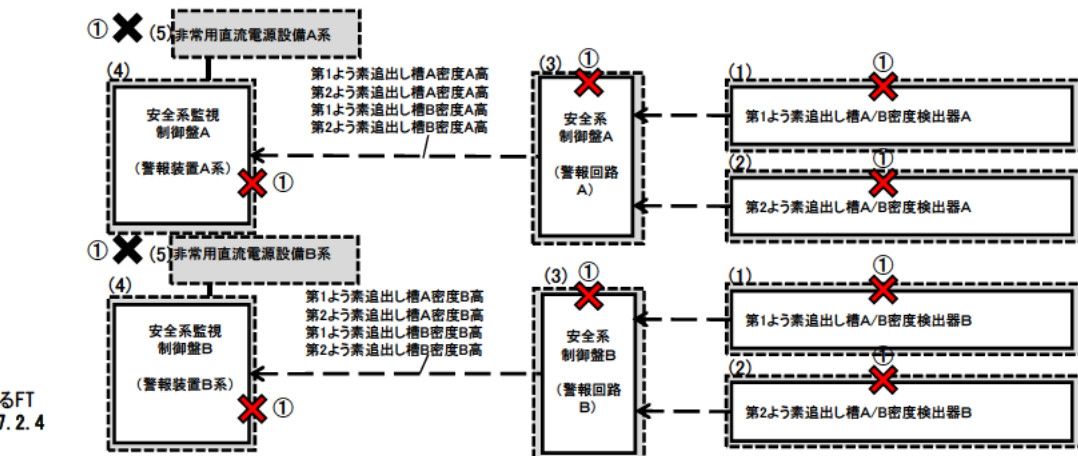 ① (5) 非常用直流電源設備A系
(4)
安全系監視
制御盤A
(警報装置A系)
①
第1よう素追出し槽A密度A高
第2よう素追出し槽A密度A高
第1よう素追出し槽B密度A高
第2よう素追出し槽B密度A高
(3) ①
安全系
制御盤A
(警報回路
A)
(1) ①
第1よう素追出し槽A/B密度検出器A
(2) ①
第2よう素追出し槽A/B密度検出器A
① (5) 非常用直流電源設備B系
(4)
安全系監視
制御盤B
(警報装置B系)
①
第1よう素追出し槽A密度B高
第2よう素追出し槽A密度B高
第1よう素追出し槽B密度B高
第2よう素追出し槽B密度B高
(3) ①
安全系
制御盤B
(警報回路
B)
(1) ①
第1よう素追出し槽A/B密度検出器B
(2) ①
第2よう素追出し槽A/B密度検出器B
るFT
7.2.4